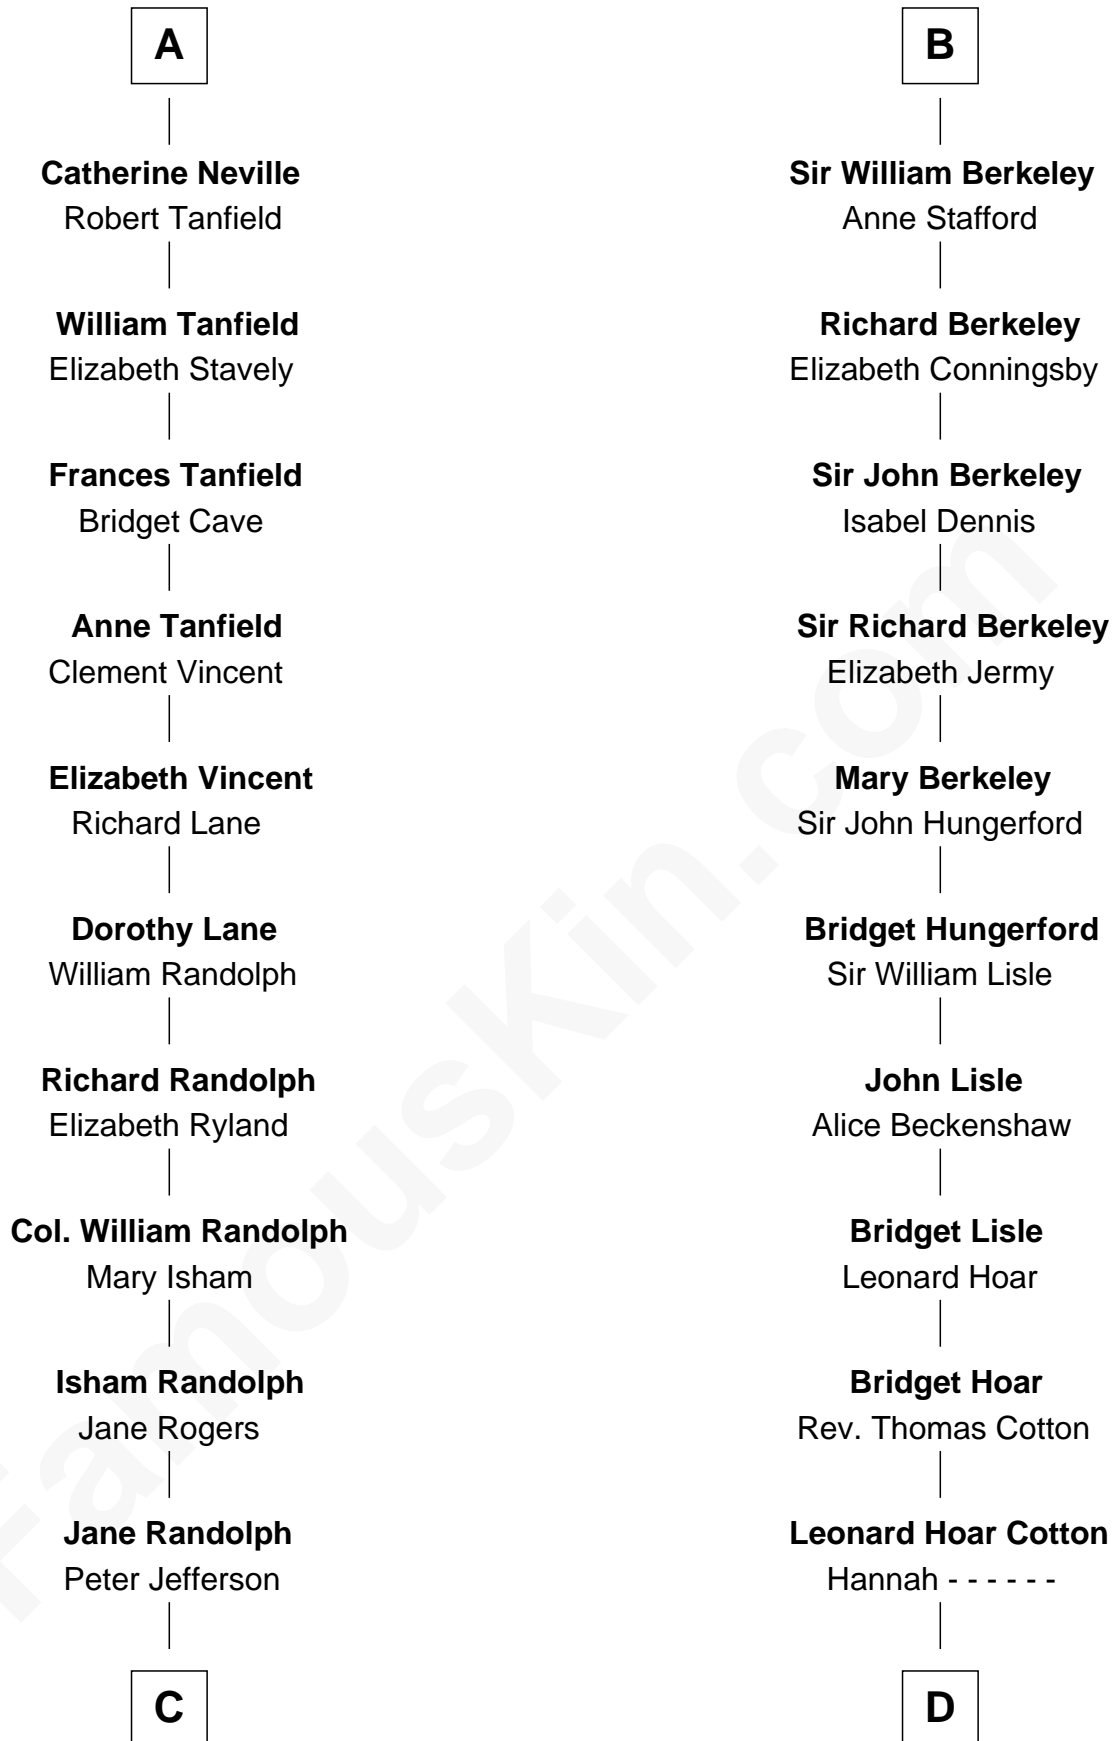 A
Catherine Neville
Robert Tanfield
William Tanfield
Elizabeth Stavely
Frances Tanfield
Bridget Cave
Anne Tanfield
Clement Vincent
Elizabeth Vincent
Richard Lane
Dorothy Lane
William Randolph
Richard Randolph
Elizabeth Ryland
Col. William Randolph
Mary Isham
Isham Randolph
Jane Rogers
Jane Randolph
Peter Jefferson
C
B
Sir William Berkeley
Anne Stafford
Richard Berkeley
Elizabeth Conningsby
Sir John Berkeley
Isabel Dennis
Sir Richard Berkeley
Elizabeth Jermy
Mary Berkeley
Sir John Hungerford
Bridget Hungerford
Sir William Lisle
John Lisle
Alice Beckenshaw
Bridget Lisle
Leonard Hoar
Bridget Hoar
Rev. Thomas Cotton
Leonard Hoar Cotton
Hannah - - - - - -
D
FamousKin.com